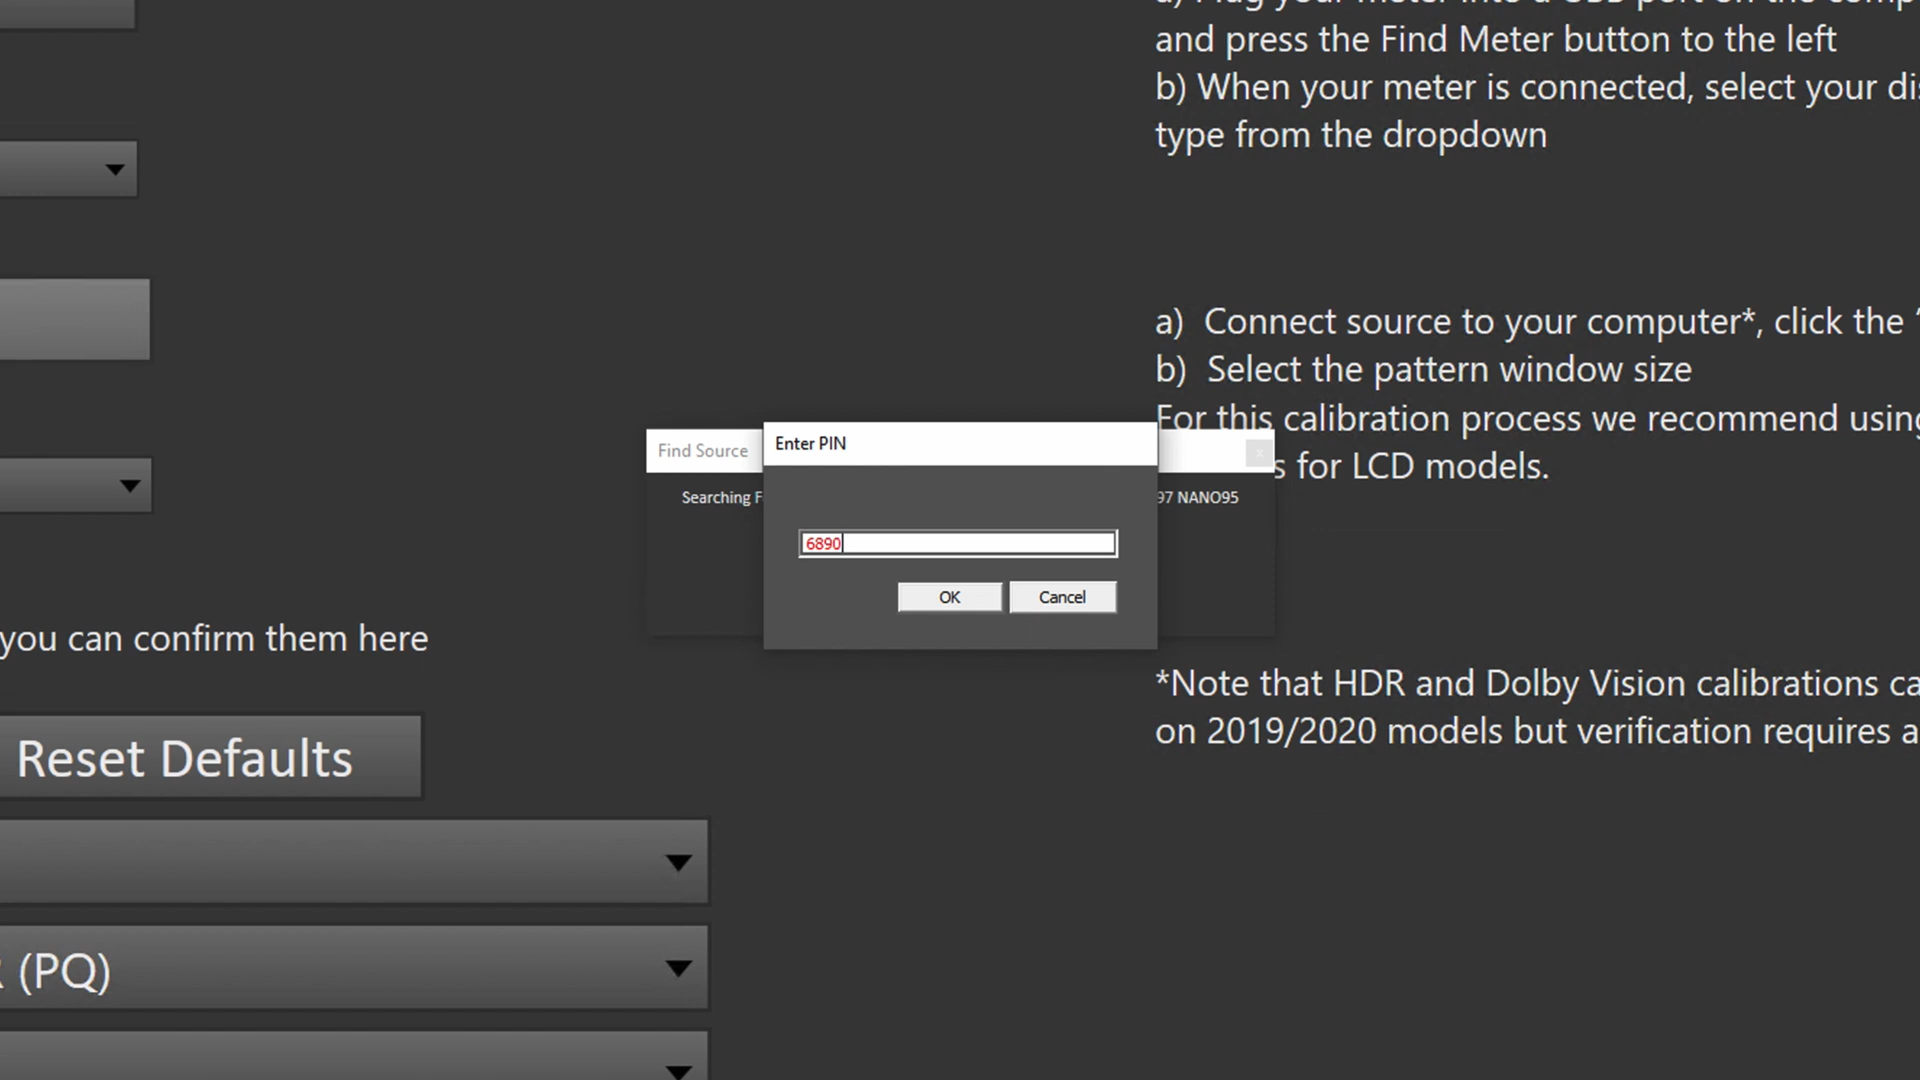 and press the Find Meter button to the left
b) When your meter is connected, select your
type from the dropdown
a) Connect source to your computer*, click the
b) Select the pattern window size
For this calibration process we recommend using
for LCD models.
Find Source
Enter PIN
x
Searching
97 NANO95
6890
OK
Cancel
you can confirm them here
*Note that HDR and Dolby Vision calibrations
on 2019/2020 models but verification requires a
Reset Defaults
(PQ)